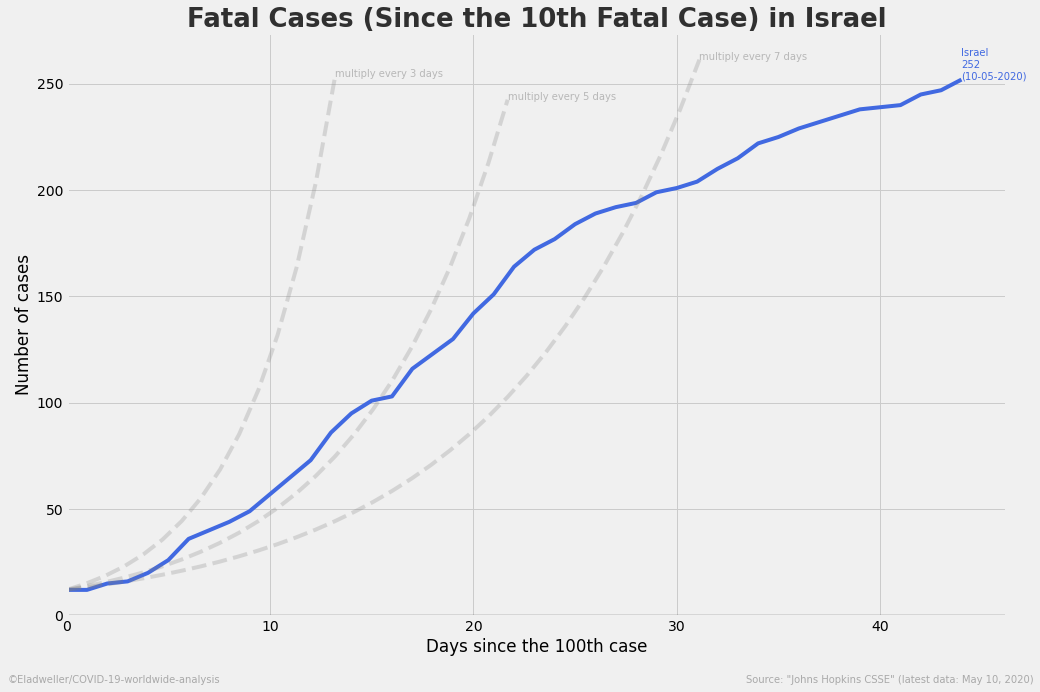 Fatal Cases (Since the 10th Fatal Case) in Israel
multiply every 3 days
multiply every 5 days
multiply every 7 days
Israel
252
(10-05-2020)
Number of cases
250
200
150
100
50
0
0 10 20 30 40
Days since the 100th case
©Eladweller/COVID-19-worldwide-analysis
Source: "Johns Hopkins CSSE" (latest data: May 10, 2020)